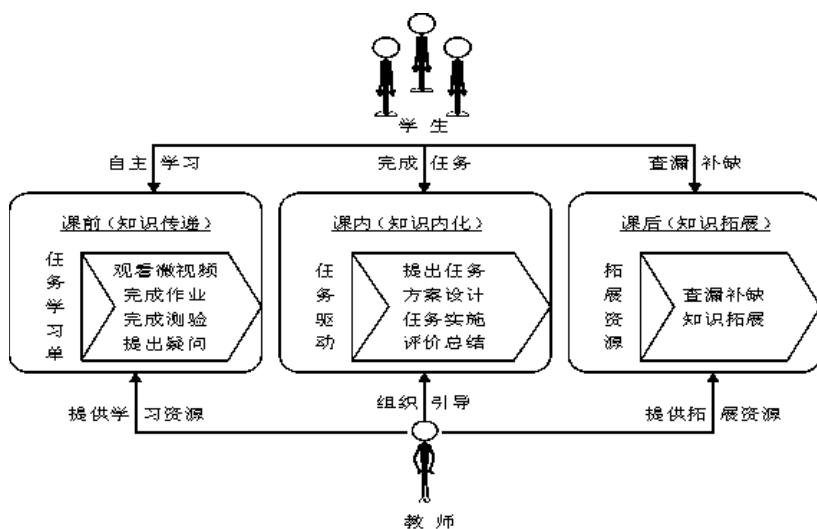 学 生
自主 学习
完成 任务
查漏 补缺
课前(知识传递)
任务学习单
观看微视频
完成作业
完成测验
提出疑问
课内(知识内化)
任务驱动
提出任务
方案设计
任务实施
评价总结
课后(知识拓展)
拓展资源
查漏补缺
知识拓展
提供学 习资源
组织 引导
提供拓 展资源
教 师